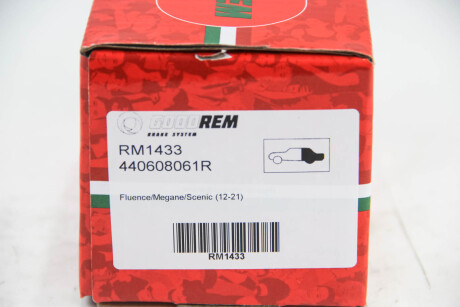 GOODREM
BRAKE SYSTEM
RM1433
440608061R
Fluence/Megane/Scenic (12-21)
RM1433